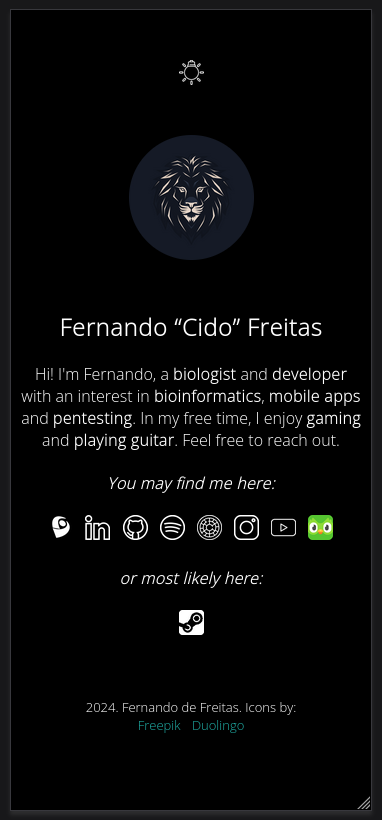 Fernando “Cido” Freitas
Hi! I'm Fernando, a biologist and developer
with an interest in bioinformatics, mobile apps
and pentesting. In my free time, I enjoy gaming
and playing guitar. Feel free to reach out.
You may find me here:
or most likely here:
2024. Fernando de Freitas. Icons by:
Freepik Duolingo